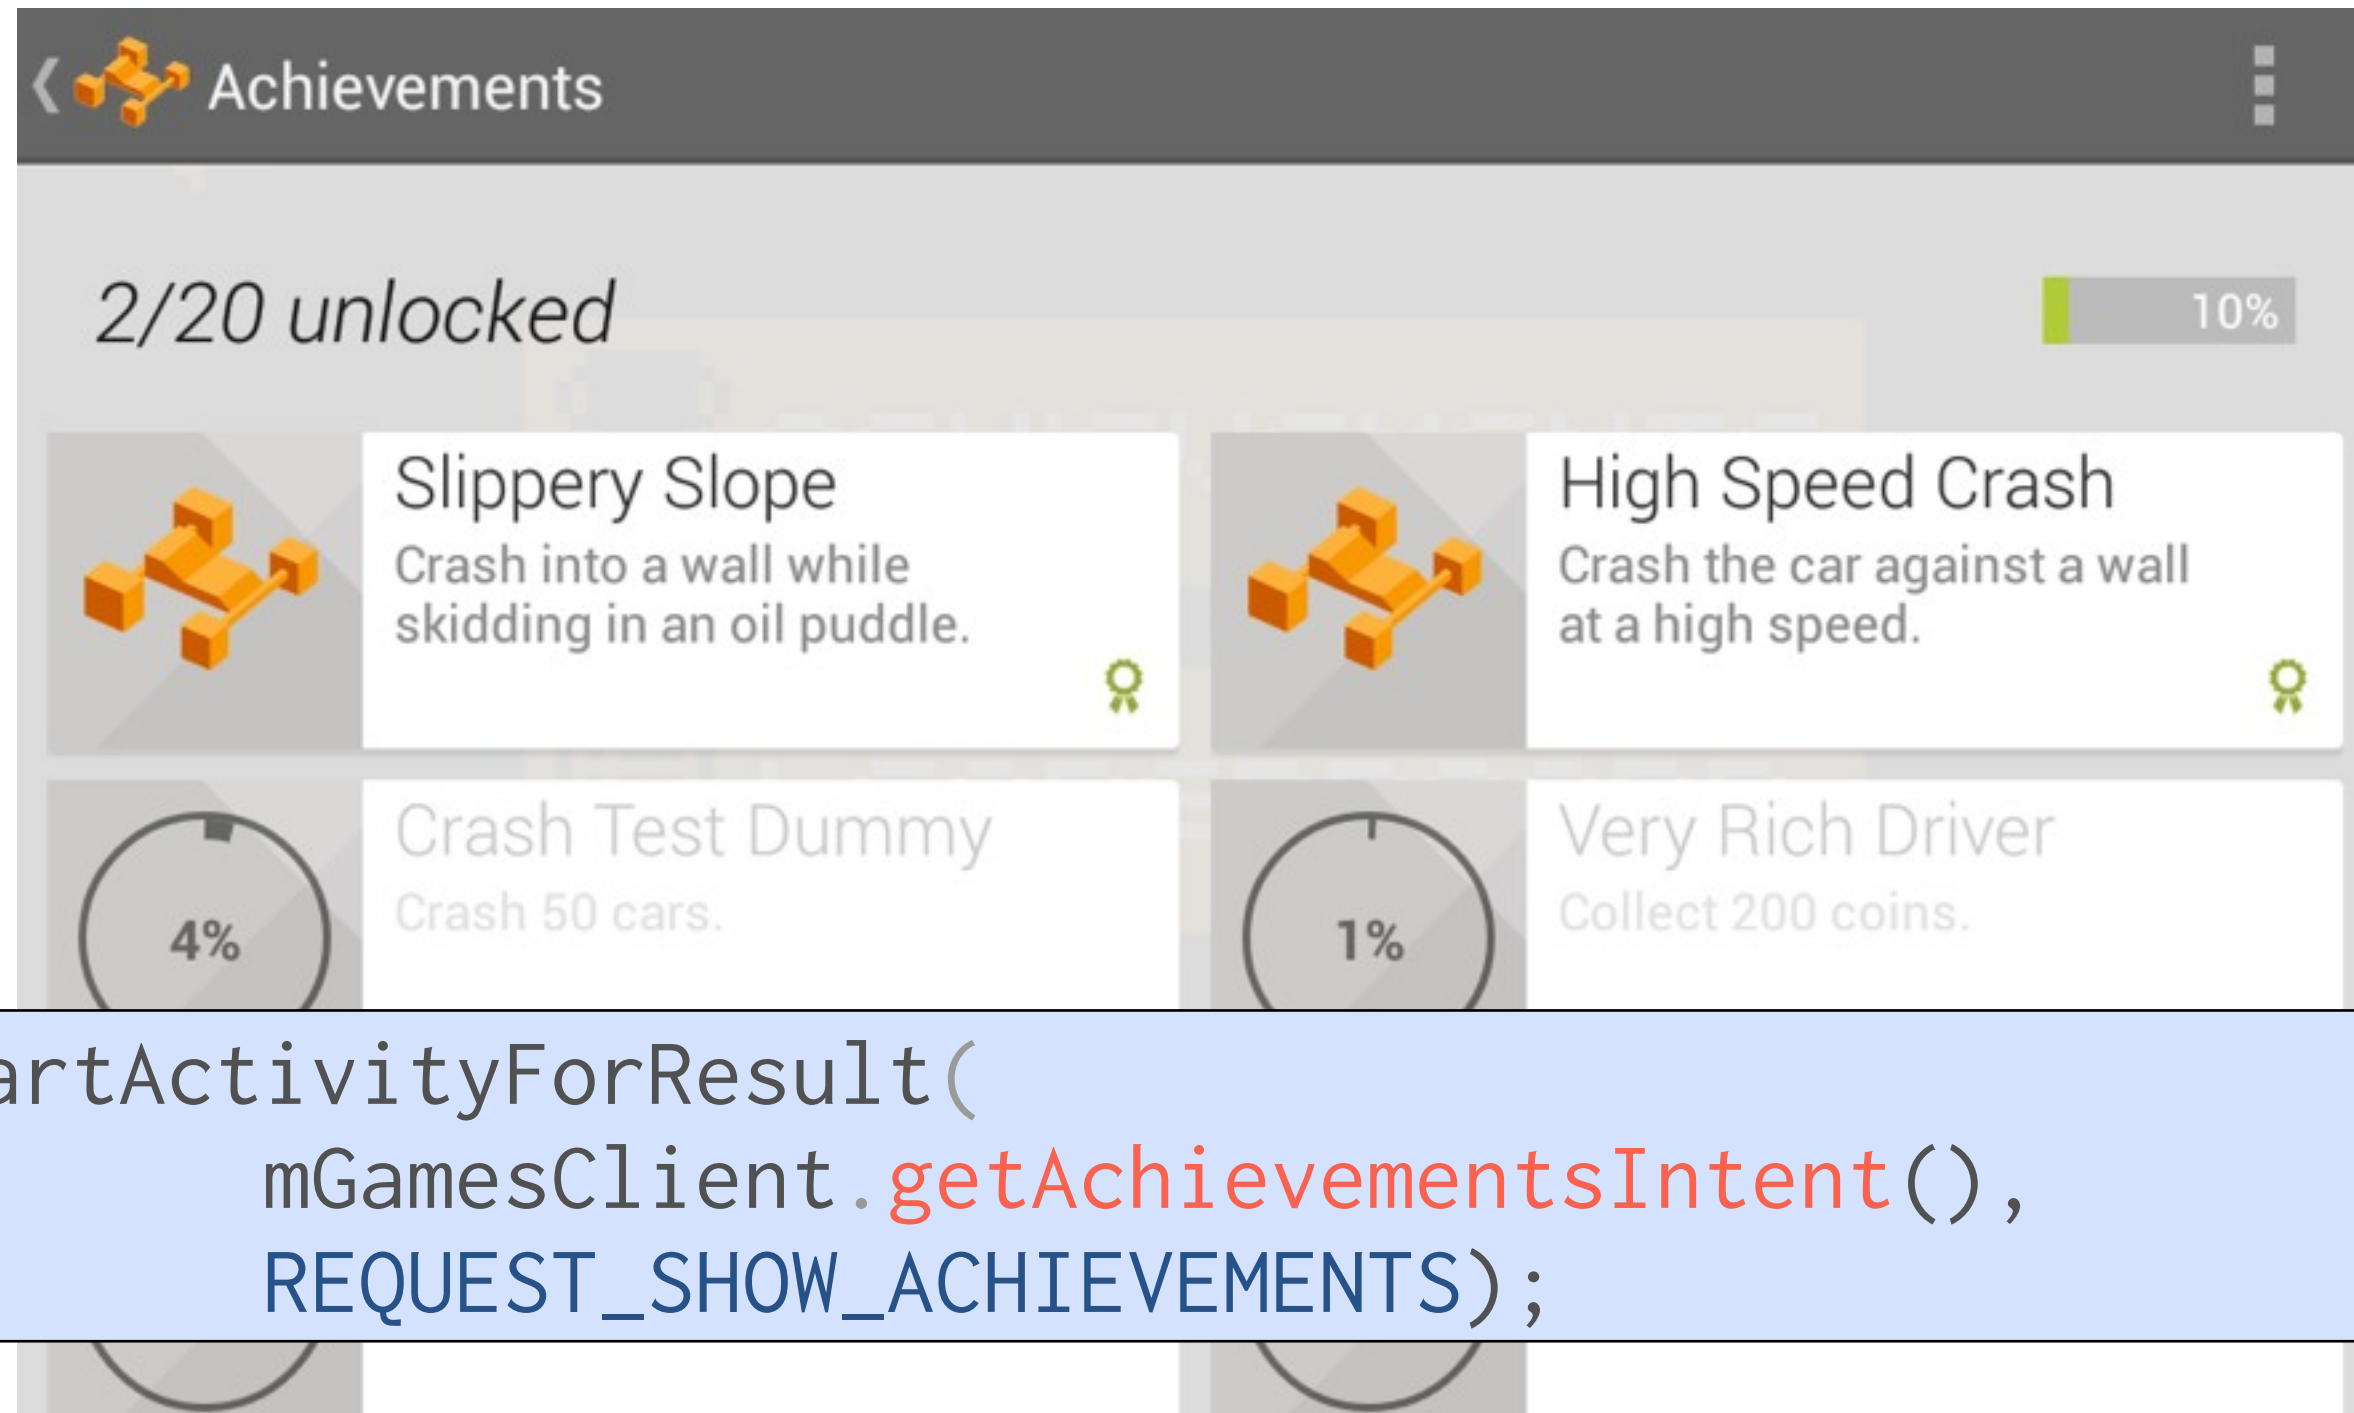 Achievements
2/20 unlocked
10%
Slippery Slope
Crash into a wall while
skidding in an oil puddle.
High Speed Crash
Crash the car against a wall
at a high speed.
4%
Crash Test Dummy
Crash 50 cars.
1%
Very Rich Driver
Collect 200 coins.
artActivityForResult(
mGamesClient.getAchievementsIntent(),
REQUEST_SHOW_ACHIEVEMENTS);